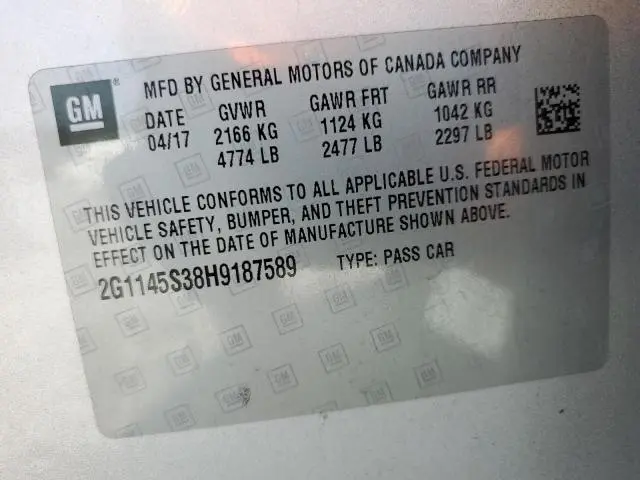 GM®
MFD BY GENERAL MOTORS OF CANADA COMPANY
DATE GVWR GAWR FRT GAWR RR
04/17 2166 KG 1124 KG 1042 KG
4774 LB 2477 LB 2297 LB
THIS VEHICLE CONFORMS TO ALL APPLICABLE U.S. FEDERAL MOTOR
VEHICLE SAFETY, BUMPER, AND THEFT PREVENTION STANDARDS IN
EFFECT ON THE DATE OF MANUFACTURE SHOWN ABOVE.
2G1145S38H9187589 TYPE: PASS CAR